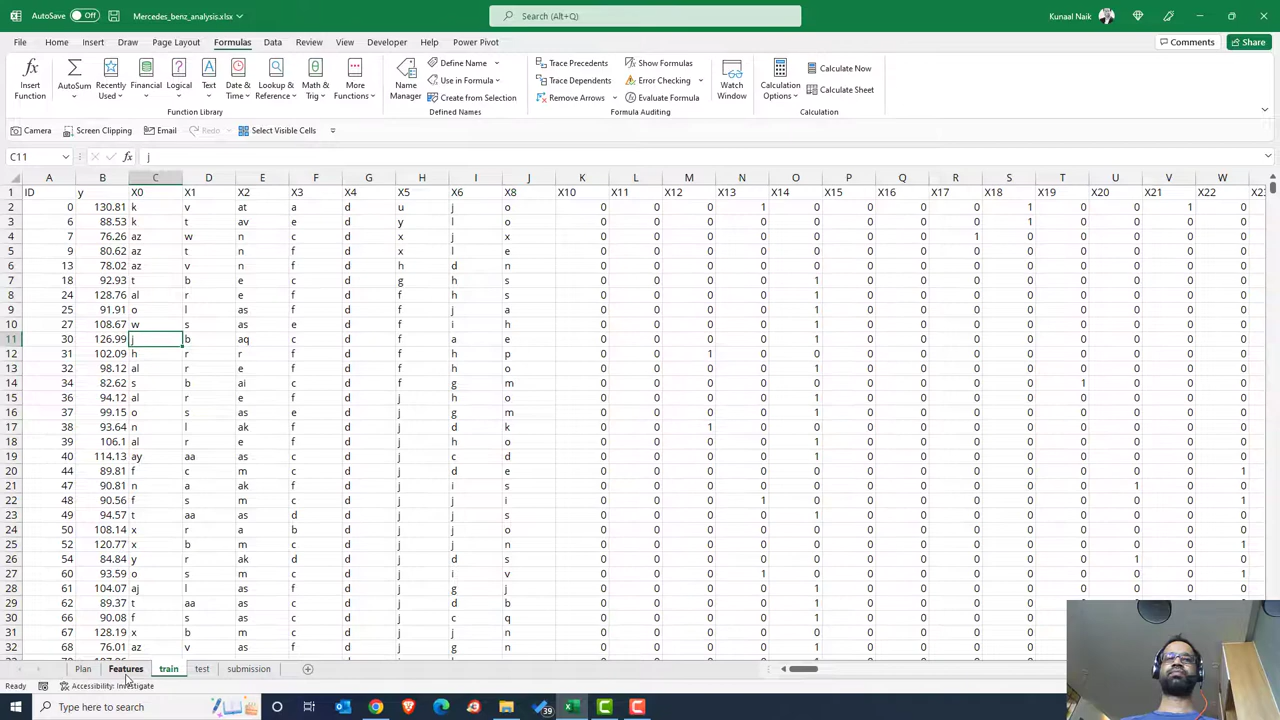 AutoSave Off Mercedes_benz_analysis.xlsx Search (Alt+Q) Kunaal Naik
File Home Insert Draw Page Layout Formulas Data Review View Developer Help Power Pivot Comments Share
Insert Function AutoSum Recently Used Financial Logical Text Date & Time Lookup & Reference Math & Trig More Functions Name Manager Define Name Use in Formula Create from Selection Trace Precedents Trace Dependents Remove Arrows Show Formulas Error Checking Evaluate Formula Watch Window Calculation Options Calculate Now Calculate Sheet
Function Library Defined Names Formula Auditing Calculation
Camera Screen Clipping Email Redo Select Visible Cells
C11 fx j
A B C D E F G H I J K L M N O P Q R S T U V W
1 ID y X0 X1 X2 X3 X4 X5 X6 X8 X10 X11 X12 X13 X14 X15 X16 X17 X18 X19 X20 X21 X22 X2
2 0 130.81 k v at a d u j o 0 0 0 1 0 0 0 0 1 0 0 1 0
3 6 88.53 k t av e d y l o 0 0 0 0 0 0 0 0 1 0 0 0 0
4 7 76.26 az w n c d x j x 0 0 0 0 0 0 0 1 0 0 0 0 0
5 9 80.62 az t n f d x l e 0 0 0 0 0 0 0 0 0 0 0 0 0
6 13 78.02 az v n f d h d n 0 0 0 0 0 0 0 0 0 0 0 0 0
7 18 92.93 t b e c d g h s 0 0 0 0 1 0 0 0 0 0 0 0 0
8 24 128.76 al r e f d f h s 0 0 0 0 1 0 0 0 0 0 0 0 0
9 25 91.91 o l as f d f j a 0 0 0 0 1 0 0 0 0 0 0 0 0
10 27 108.67 w s as e d f i h 0 0 0 0 1 0 0 0 0 0 0 0 0
11 30 126.99 j b aq c d f a e 0 0 0 0 1 0 0 0 0 0 0 0 0
12 31 102.09 h r r f d f h p 0 0 1 0 0 0 0 0 0 0 0 0 0
13 32 98.12 al r e f d f h o 0 0 0 0 1 0 0 0 0 0 0 0 0
14 34 82.62 s b ai c d f g m 0 0 0 0 0 0 0 0 0 1 0 0 0
15 36 94.12 al r e f d j h o 0 0 0 0 1 0 0 0 0 0 0 0 0
16 37 99.15 o s as e d j g m 0 0 0 0 1 0 0 0 0 0 0 0 0
17 38 93.64 n l ak f d j d k 0 0 1 0 0 0 0 0 0 0 0 0 0
18 39 106.1 al r e f d j h o 0 0 0 0 1 0 0 0 0 0 0 0 0
19 40 114.13 ay aa as c d j c d 0 0 0 0 1 0 0 0 0 0 0 0 0
20 44 89.81 f c m c d j d e 0 0 0 0 0 0 0 0 0 0 0 0 1
21 47 90.81 n a ak f d j i s 0 0 0 0 0 0 0 0 0 0 1 0 0
22 48 90.56 f s m c d j j i 0 0 0 1 0 0 0 0 0 0 0 0 1
23 49 94.57 t aa as d d j j s 0 0 0 0 1 0 0 0 0 0 0 0 0
24 50 108.14 x r a b d j j o 0 0 0 0 0 0 0 0 0 0 0 0 0
25 52 120.77 x b m c d j j n 0 0 0 0 0 0 0 0 0 0 0 0 1
26 54 84.84 y r ak d d j d s 0 0 0 0 0 0 0 0 0 0 1 0 0
27 60 93.59 o s m c d j i v 0 0 0 1 0 0 0 0 0 0 0 0 1
28 61 104.07 aj l as f d j g j 0 0 0 0 1 0 0 0 0 0 0 0 0
29 62 89.37 t aa as c d j d b 0 0 0 0 1 0 0 0
30 66 90.08 f s as c d j c q 0 0 0 0 1 0 0 0
31 67 128.19 x b m c d j j n 0 0 0 0 0 0 0 0
32 68 76.01 az v as f d j g n 0 0 0 0 1 0 0 0
Plan Features train test submission
Ready Accessibility: Investigate
Type here to search 39